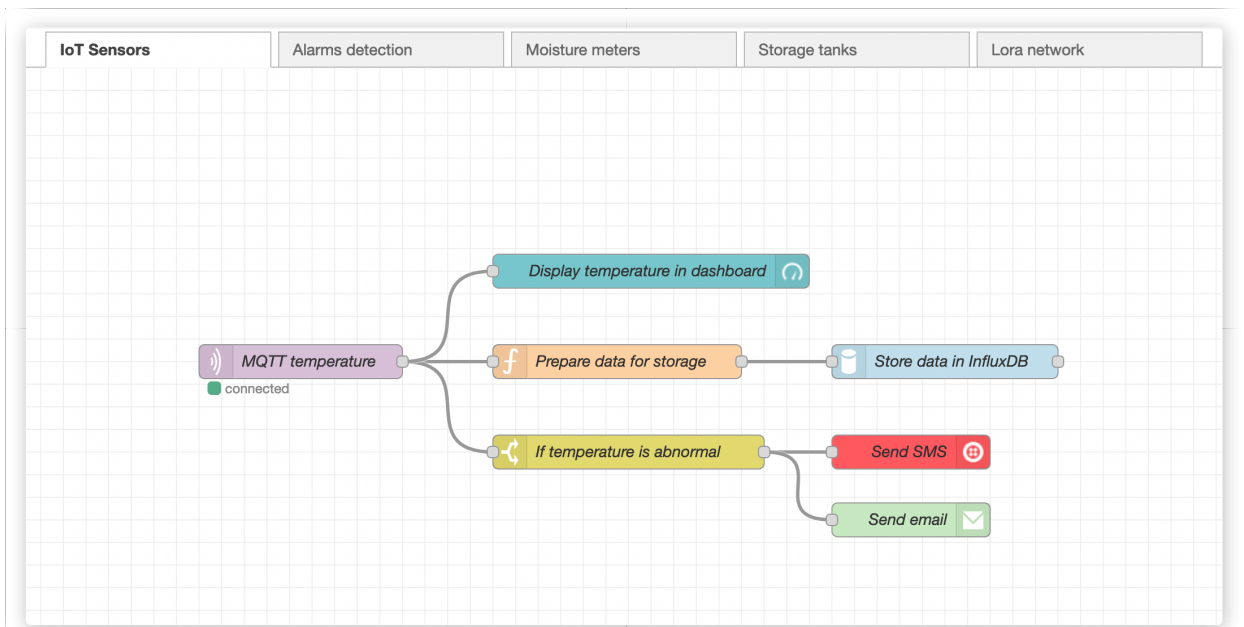 IoT Sensors
Alarms detection
Moisture meters
Storage tanks
Lora network
Display temperature in dashboard
MQTT temperature
Prepare data for storage
Store data in InfluxDB
connected
If temperature is abnormal
Send SMS
Send email